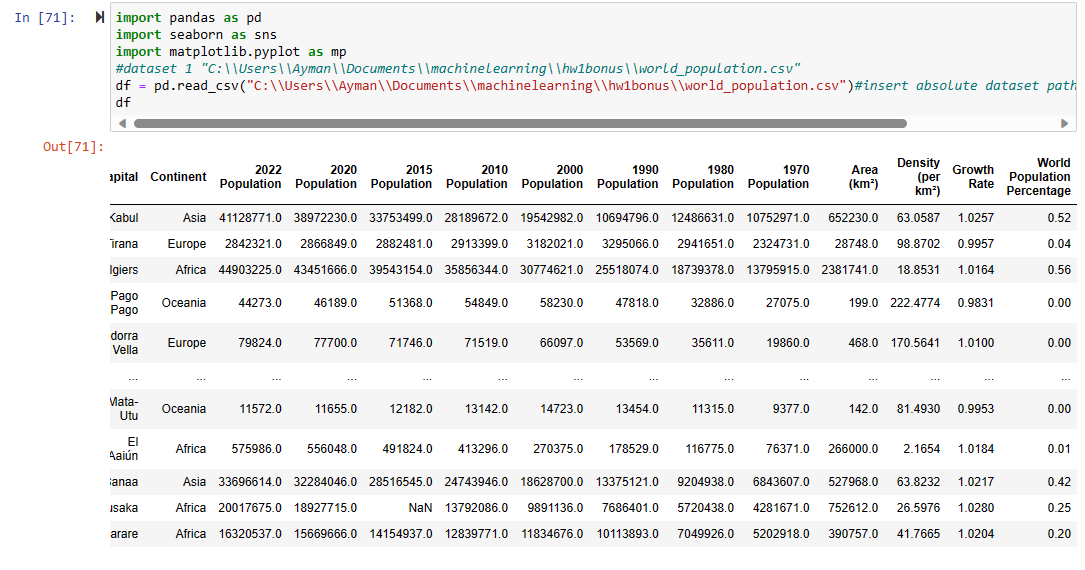 In [71]:
import pandas as pd
import seaborn as sns
import matplotlib.pyplot as mp
#dataset 1 "C:\\Users\\Ayman\\Documents\\machinelearning\\hw1bonus\\world_population.csv"
df = pd.read_csv("C:\\Users\\Ayman\\Documents\\machinelearning\\hw1bonus\\world_population.csv")#insert absolute dataset path
df
Out[71]:
apital Continent 2022 Population 2020 Population 2015 Population 2010 Population 2000 Population 1990 Population 1980 Population 1970 Population Area (km²) Density (per km²) Growth Rate World Population Percentage
Kabul Asia 41128771.0 38972230.0 33753499.0 28189672.0 19542982.0 10694796.0 12486631.0 10752971.0 652230.0 63.0587 1.0257 0.52
Tirana Europe 2842321.0 2866849.0 2882481.0 2913399.0 3182021.0 3295066.0 2941651.0 2324731.0 28748.0 98.8702 0.9957 0.04
lgiers Africa 44903225.0 43451666.0 39543154.0 35856344.0 30774621.0 25518074.0 18739378.0 13795915.0 2381741.0 18.8531 1.0164 0.56
Pago Pago Oceania 44273.0 46189.0 51368.0 54849.0 58230.0 47818.0 32886.0 27075.0 199.0 222.4774 0.9831 0.00
dorra Vella Europe 79824.0 77700.0 71746.0 71519.0 66097.0 53569.0 35611.0 19860.0 468.0 170.5641 1.0100 0.00
... ... ... ... ... ... ... ... ... ... ... ... ... ...
Mata-Utu Oceania 11572.0 11655.0 12182.0 13142.0 14723.0 13454.0 11315.0 9377.0 142.0 81.4930 0.9953 0.00
El Aaiún Africa 575986.0 556048.0 491824.0 413296.0 270375.0 178529.0 116775.0 76371.0 266000.0 2.1654 1.0184 0.01
anaa Asia 33696614.0 32284046.0 28516545.0 24743946.0 18628700.0 13375121.0 9204938.0 6843607.0 527968.0 63.8232 1.0217 0.42
usaka Africa 20017675.0 18927715.0 NaN 13792086.0 9891136.0 7686401.0 5720438.0 4281671.0 752612.0 26.5976 1.0280 0.25
arare Africa 16320537.0 15669666.0 14154937.0 12839771.0 11834676.0 10113893.0 7049926.0 5202918.0 390757.0 41.7665 1.0204 0.20